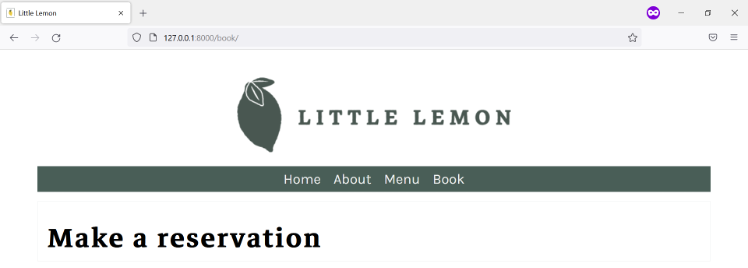 Little Lemon
127.0.0.1:8000/book/
LITTLE LEMON
Home About Menu Book
Make a reservation